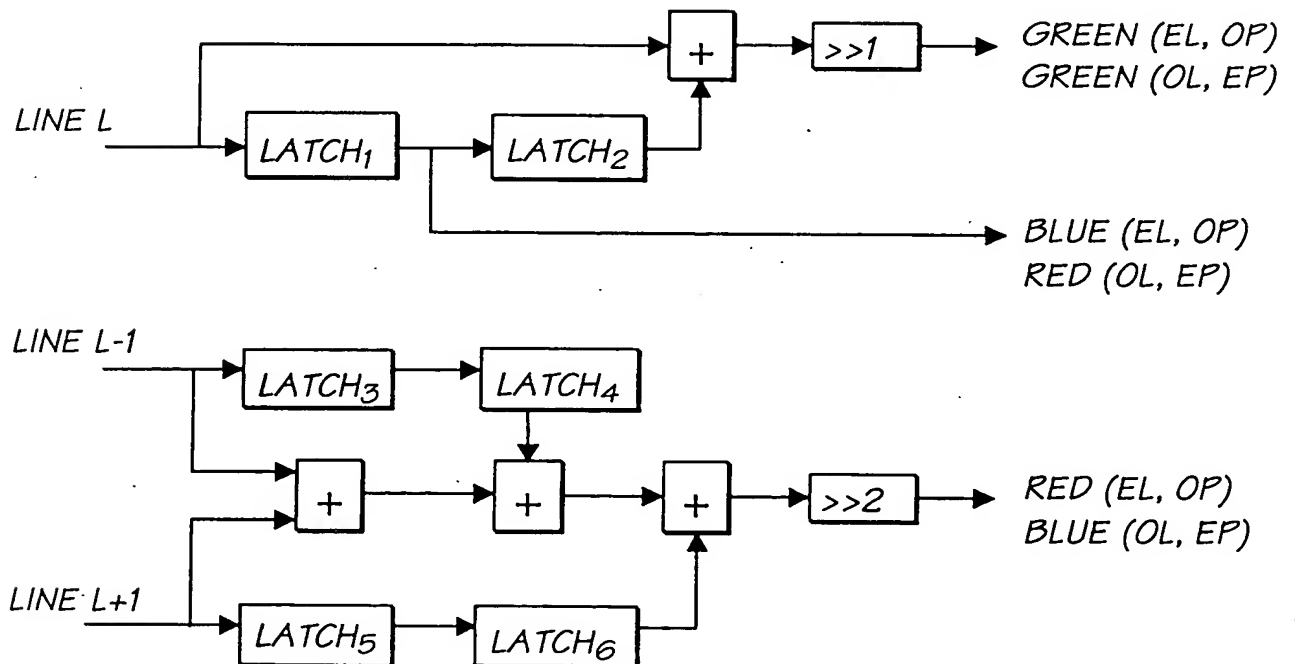 GREEN (EL, OP)
+
>>1
GREEN (OL, EP)
LINE L
LATCH₁
LATCH₂
BLUE (EL, OP)
RED (OL, EP)
LINE L-1
LATCH₃
LATCH₄
+
+
+
>>2
RED (EL, OP)
BLUE (OL, EP)
LINE L+1
LATCH₅
LATCH₆